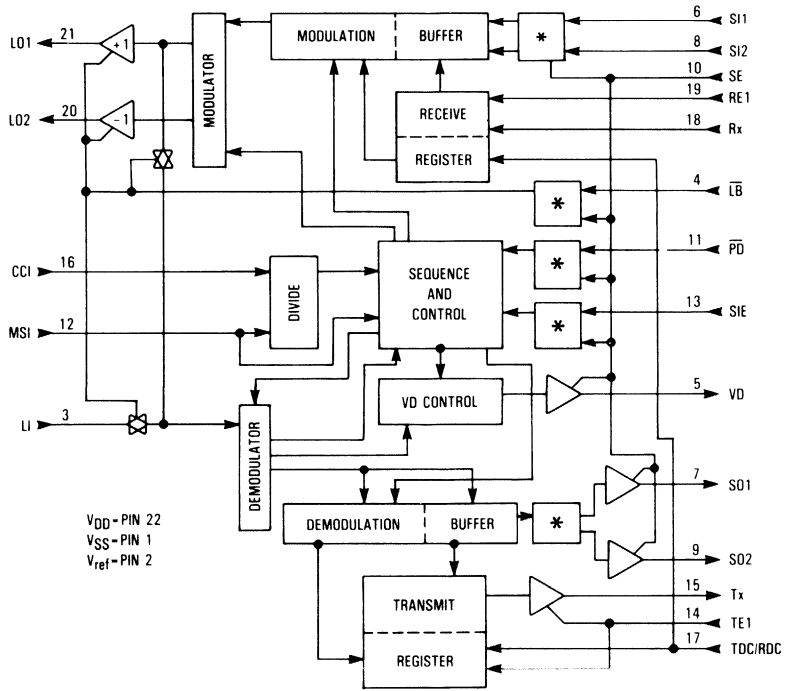 LO1 21 +1
MODULATOR
MODULATION BUFFER
*
6 SI1
8 SI2
10 SE
19 RE1
18 Rx
LO2 20 -1
RECEIVE
REGISTER
4 L̅B̅
*
11 P̅D̅
*
13 SIE
*
CCI 16
MSI 12
DIVIDE
SEQUENCE
AND
CONTROL
VD CONTROL
5 VD
LI 3
DEMODULATOR
DEMODULATION BUFFER
*
7 SO1
9 SO2
VDD - PIN 22
VSS - PIN 1
Vref - PIN 2
TRANSMIT
REGISTER
15 Tx
14 TE1
17 TDC/RDC